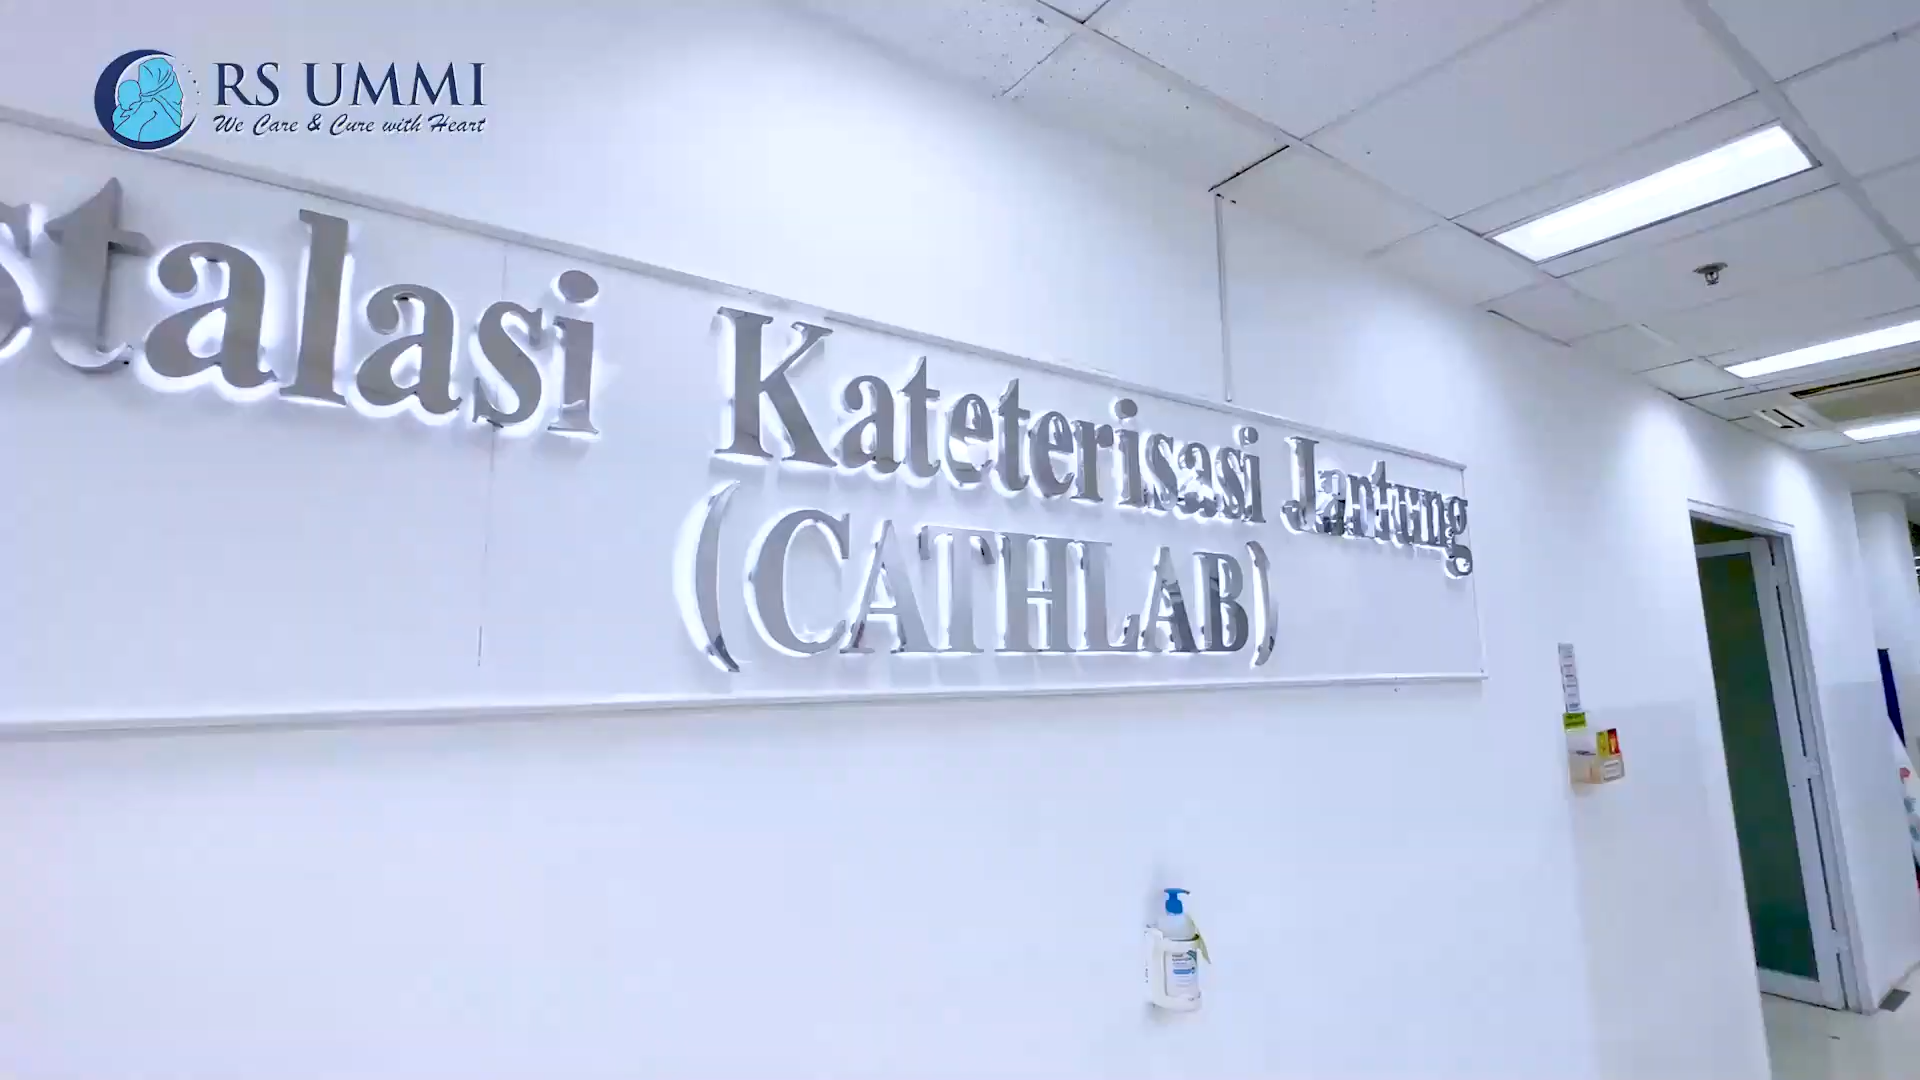 RS UMMI
We Care & Cure with Heart
stalasi Kateterisasi Jantung
(CATHLAB)